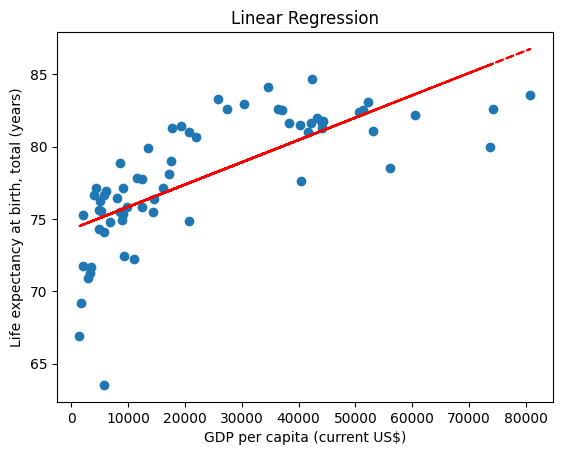 Linear Regression
Life expectancy at birth, total (years)
85
80
75
70
65
0 10000 20000 30000 40000 50000 60000 70000 80000
GDP per capita (current US$)